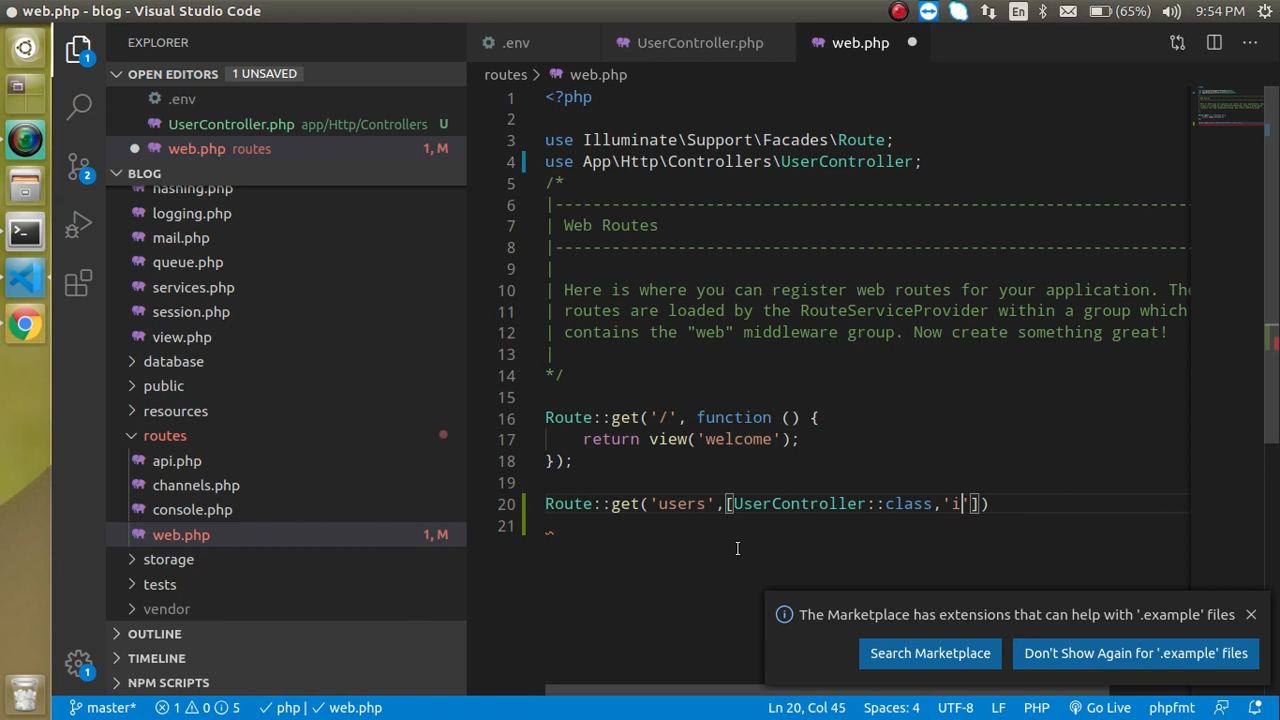 web.php - blog - Visual Studio Code
En
(65%)
9:54 PM
EXPLORER
OPEN EDITORS 1 UNSAVED
.env
UserController.php app/Http/Controllers U
web.php routes 1, M
BLOG
hashing.php
logging.php
mail.php
queue.php
services.php
session.php
view.php
database
public
resources
routes
api.php
channels.php
console.php
web.php 1, M
storage
tests
vendor
OUTLINE
TIMELINE
NPM SCRIPTS
1
2
1
.env
UserController.php
web.php
routes > web.php
1 <?php
2
3 use Illuminate\Support\Facades\Route;
4 use App\Http\Controllers\UserController;
5 /*
6 |--------------------------------------------------------------------------
7 | Web Routes
8 |--------------------------------------------------------------------------
9 |
10 | Here is where you can register web routes for your application. The
11 | routes are loaded by the RouteServiceProvider within a group which
12 | contains the "web" middleware group. Now create something great!
13 |
14 */
15
16 Route::get('/', function () {
17 return view('welcome');
18 });
19
20 Route::get('users',[UserController::class,'i'])
21
The Marketplace has extensions that can help with '.example' files
Search Marketplace
Don't Show Again for '.example' files
master* 1 0 5 php | web.php Ln 20, Col 45 Spaces: 4 UTF-8 LF PHP Go Live phpfmt